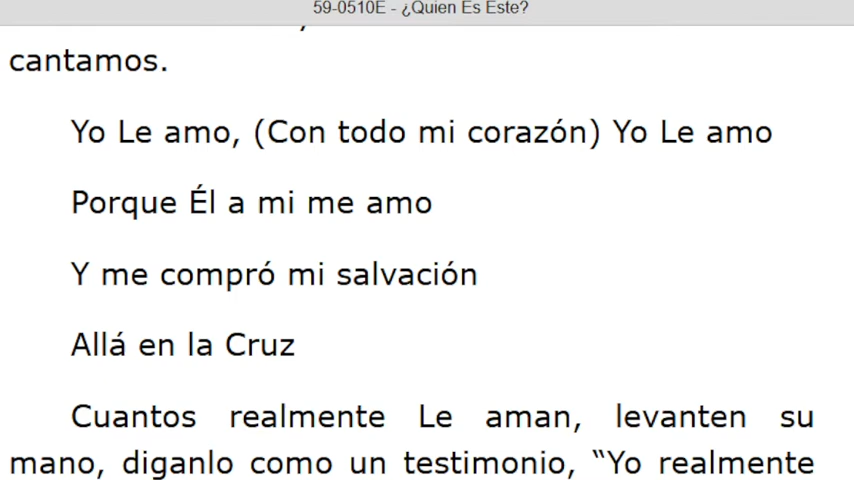 59-0510E - ¿Quien Es Este?
cantamos.
Yo Le amo, (Con todo mi corazón) Yo Le amo
Porque Él a mi me amo
Y me compró mi salvación
Allá en la Cruz
Cuantos realmente Le aman, levanten su
mano, diganlo como un testimonio, “Yo realmente